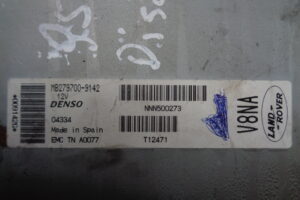 MB279700-9142
12V
DENSO
04334
Made in Spain
EMC TN A0077
NNN500273
T12471
V8NA
LAND
ROVER